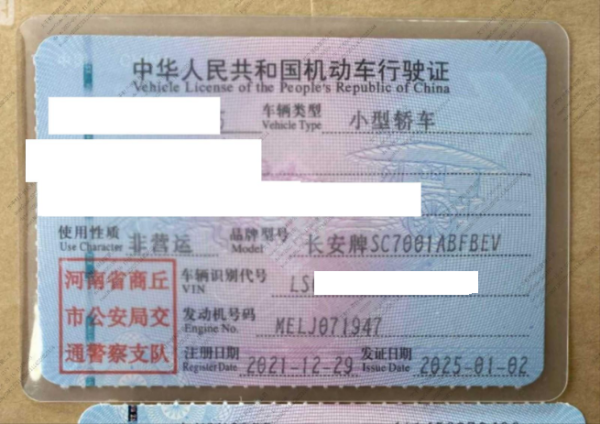 中华人民共和国机动车行驶证
Vehicle License of the People's Republic of China
车辆类型 小型轿车
Vehicle Type
使用性质 非营运 品牌型号 长安牌SC7001ABFBEV
Use Character Model
河南省商丘
市公安局交
通警察支队
车辆识别代号 LS
VIN
发动机号码 MELJ071947
Engine No.
注册日期 2021-12-29 发证日期 2025-01-02
Register Date Issue Date